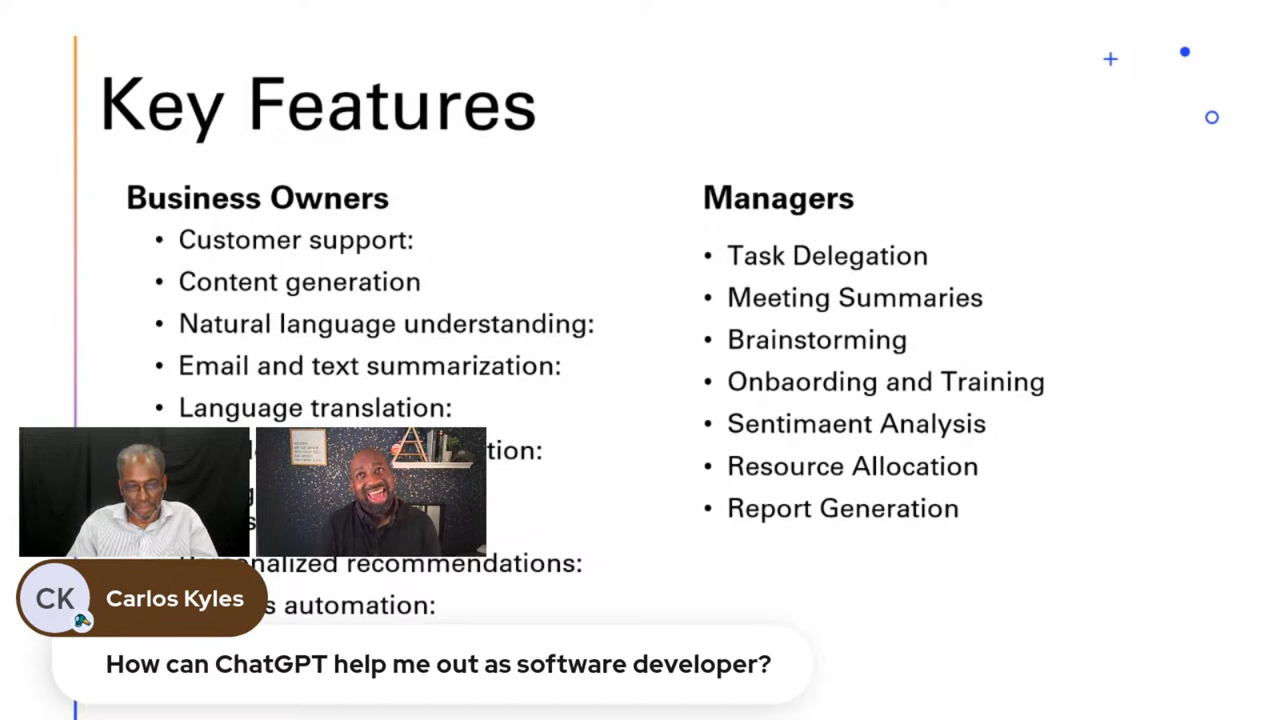 Key Features
Business Owners
Customer support:
Content generation
Natural language understanding:
Email and text summarization:
Language translation:
recommendations:
automation:
Managers
Task Delegation
Meeting Summaries
Brainstorming
Onbaording and Training
Sentimaent Analysis
Resource Allocation
Report Generation
CK
Carlos Kyles
How can ChatGPT help me out as software developer?